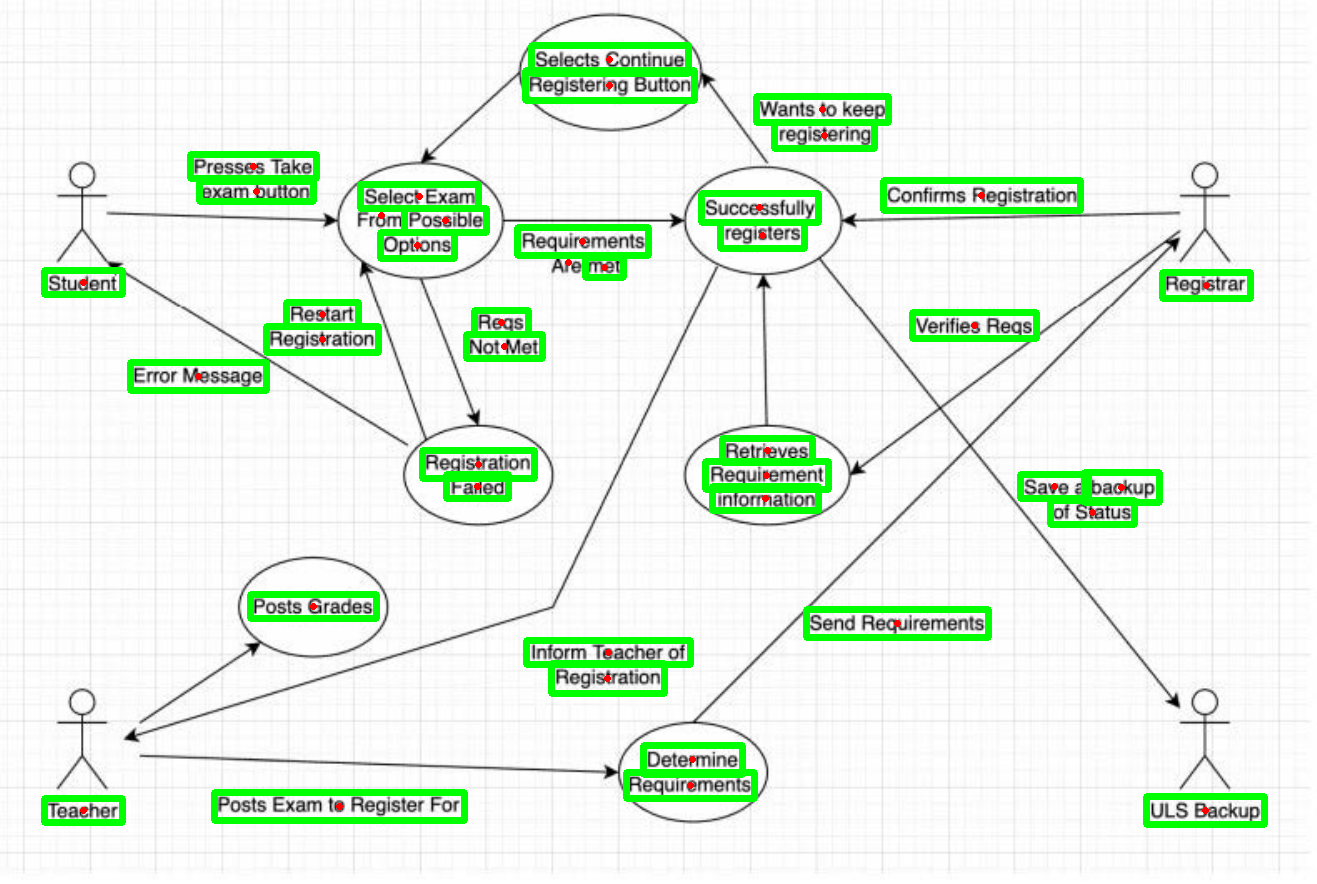 Selects Continue
Registering Button
Wants to keep
registering
Presses Take
exam button
Select Exam
From Possible
Options
Requirements
Are met
Successfully
registers
Confirms Registration
Student
Registrar
Restart
Registration
Reqs
Not Met
Verifies Reqs
Error Message
Registration
Failed
Retrieves
Requirement
information
Save a backup
of Status
Posts Grades
Send Requirements
Inform Teacher of
Registration
Determine
Requirements
Teacher
Posts Exam to Register For
ULS Backup